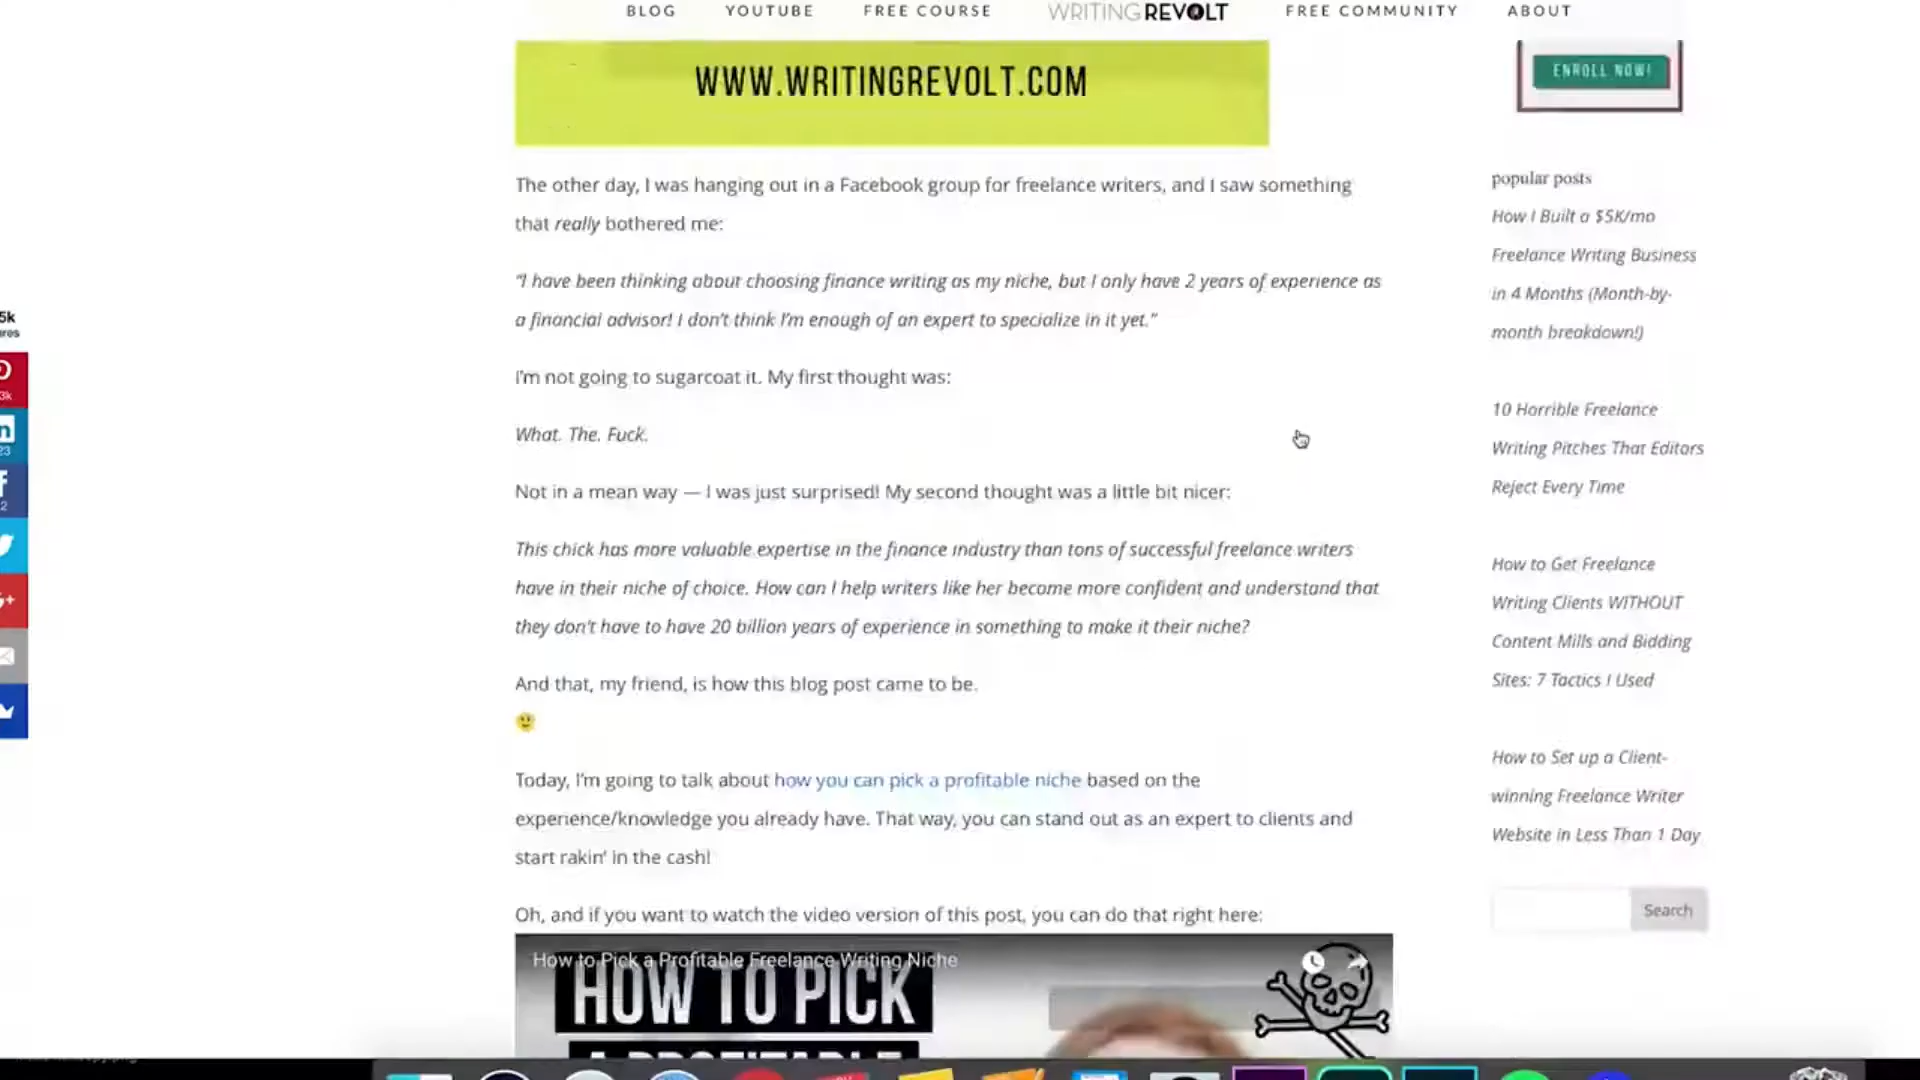 BLOG YOUTUBE FREE COURSE WRITINGREVOLT FREE COMMUNITY ABOUT
WWW.WRITINGREVOLT.COM
ENROLL NOW!
The other day, I was hanging out in a Facebook group for freelance writers, and I saw something
that really bothered me:
“I have been thinking about choosing finance writing as my niche, but I only have 2 years of experience as
a financial advisor! I don’t think I’m enough of an expert to specialize in it yet.”
I’m not going to sugarcoat it. My first thought was:
What. The. Fuck.
Not in a mean way — I was just surprised! My second thought was a little bit nicer:
This chick has more valuable expertise in the finance industry than tons of successful freelance writers
have in their niche of choice. How can I help writers like her become more confident and understand that
they don’t have to have 20 billion years of experience in something to make it their niche?
And that, my friend, is how this blog post came to be.
Today, I’m going to talk about how you can pick a profitable niche based on the
experience/knowledge you already have. That way, you can stand out as an expert to clients and
start rakin’ in the cash!
Oh, and if you want to watch the video version of this post, you can do that right here:
How to Pick a Profitable Freelance Writing Niche
HOW TO PICK
A PROFITABLE
popular posts
How I Built a $5K/mo
Freelance Writing Business
in 4 Months (Month-by-
month breakdown!)
10 Horrible Freelance
Writing Pitches That Editors
Reject Every Time
How to Get Freelance
Writing Clients WITHOUT
Content Mills and Bidding
Sites: 7 Tactics I Used
How to Set up a Client-
winning Freelance Writer
Website in Less Than 1 Day
Search